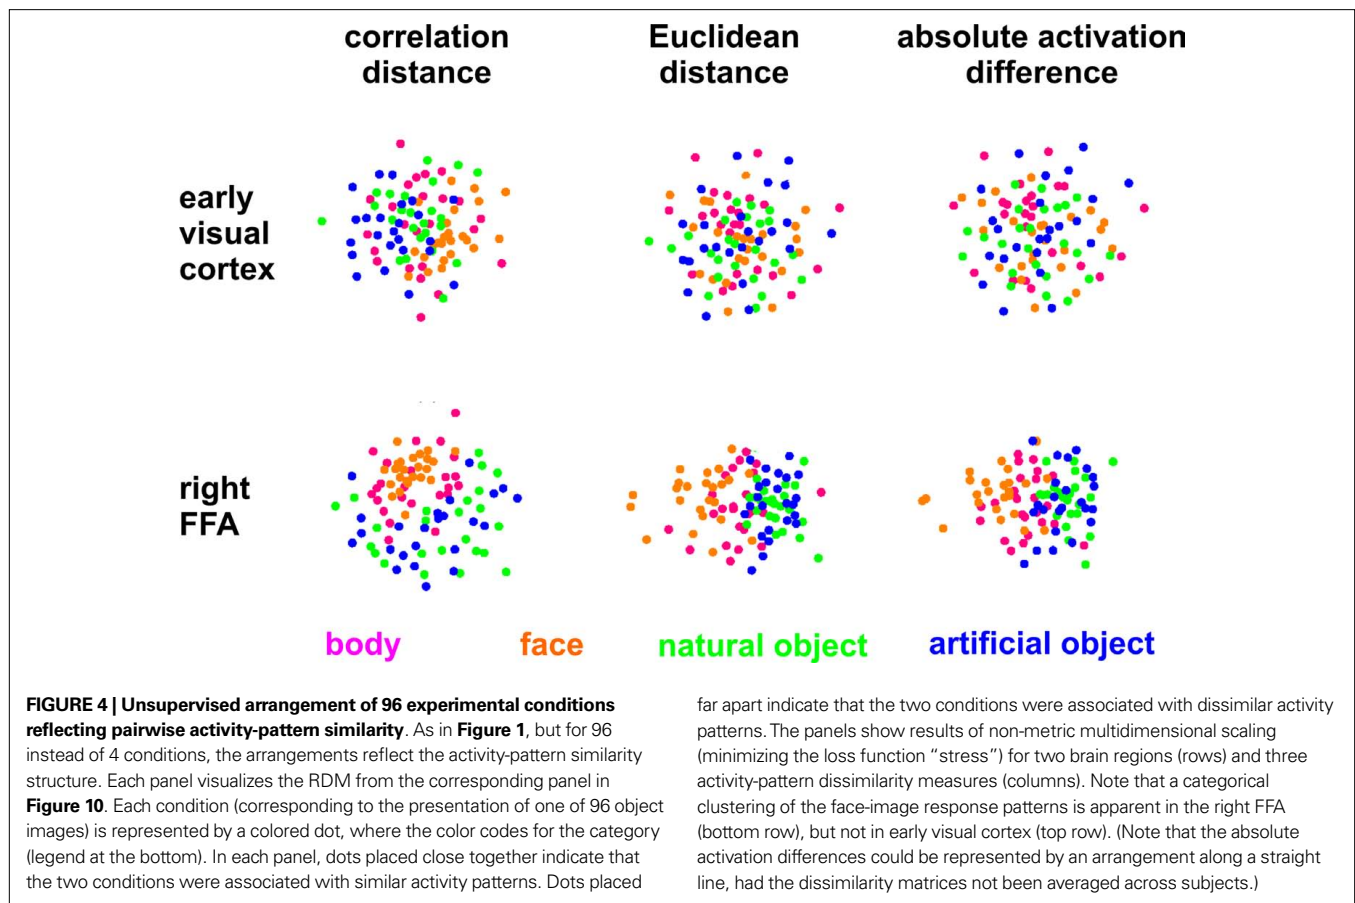 correlation
distance
Euclidean
distance
absolute activation
difference
early
visual
cortex
right
FFA
body
face
natural object
artificial object
FIGURE 4 | Unsupervised arrangement of 96 experimental conditions
reflecting pairwise activity-pattern similarity. As in Figure 1, but for 96
instead of 4 conditions, the arrangements reflect the activity-pattern similarity
structure. Each panel visualizes the RDM from the corresponding panel in
Figure 10. Each condition (corresponding to the presentation of one of 96 object
images) is represented by a colored dot, where the color codes for the category
(legend at the bottom). In each panel, dots placed close together indicate that
the two conditions were associated with similar activity patterns. Dots placed
far apart indicate that the two conditions were associated with dissimilar activity
patterns. The panels show results of non-metric multidimensional scaling
(minimizing the loss function “stress”) for two brain regions (rows) and three
activity-pattern dissimilarity measures (columns). Note that a categorical
clustering of the face-image response patterns is apparent in the right FFA
(bottom row), but not in early visual cortex (top row). (Note that the absolute
activation differences could be represented by an arrangement along a straight
line, had the dissimilarity matrices not been averaged across subjects.)